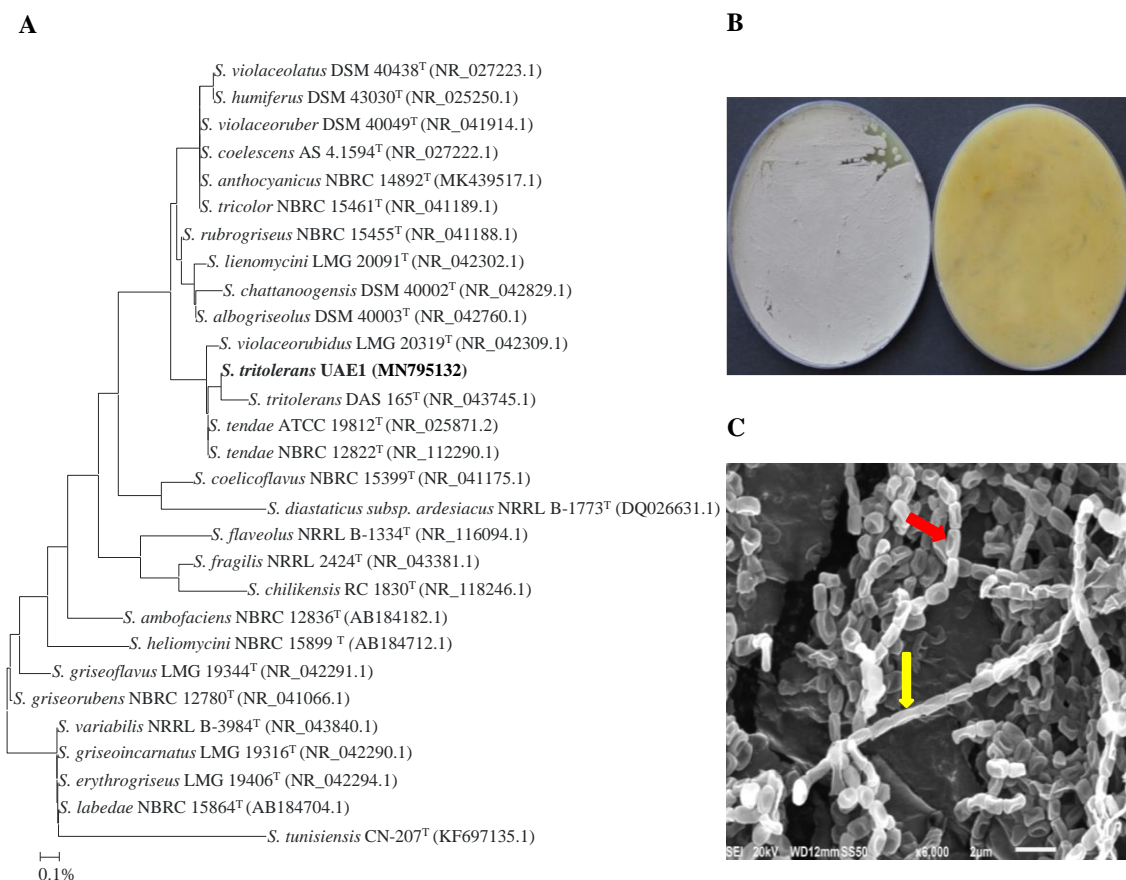 A
B
S. violaceolatus DSM 40438ᵀ (NR_027223.1)
S. humiferus DSM 43030ᵀ (NR_025250.1)
S. violaceoruber DSM 40049ᵀ (NR_041914.1)
S. coelescens AS 4.1594ᵀ (NR_027222.1)
S. anthocyanicus NBRC 14892ᵀ (MK439517.1)
S. tricolor NBRC 15461ᵀ (NR_041189.1)
S. rubrogriseus NBRC 15455ᵀ (NR_041188.1)
S. lienomycini LMG 20091ᵀ (NR_042302.1)
S. chattanoogensis DSM 40002ᵀ (NR_042829.1)
S. albogriseolus DSM 40003ᵀ (NR_042760.1)
S. violaceorubidus LMG 20319ᵀ (NR_042309.1)
S. tritolerans UAE1 (MN795132)
S. tritolerans DAS 165ᵀ (NR_043745.1)
S. tendae ATCC 19812ᵀ (NR_025871.2)
S. tendae NBRC 12822ᵀ (NR_112290.1)
S. coelicoflavus NBRC 15399ᵀ (NR_041175.1)
S. diastaticus subsp. ardesiacus NRRL B-1773ᵀ (DQ026631.1)
S. flaveolus NRRL B-1334ᵀ (NR_116094.1)
S. fragilis NRRL 2424ᵀ (NR_043381.1)
S. chilikensis RC 1830ᵀ (NR_118246.1)
S. ambofaciens NBRC 12836ᵀ (AB184182.1)
S. heliomycini NBRC 15899 ᵀ (AB184712.1)
S. griseoflavus LMG 19344ᵀ (NR_042291.1)
S. griseorubens NBRC 12780ᵀ (NR_041066.1)
S. variabilis NRRL B-3984ᵀ (NR_043840.1)
S. griseoincarnatus LMG 19316ᵀ (NR_042290.1)
S. erythrogriseus LMG 19406ᵀ (NR_042294.1)
S. labedae NBRC 15864ᵀ (AB184704.1)
S. tunisiensis CN-207ᵀ (KF697135.1)
0.1%
C
SEI 20kV WD12mm SS50 x6,000 2µm